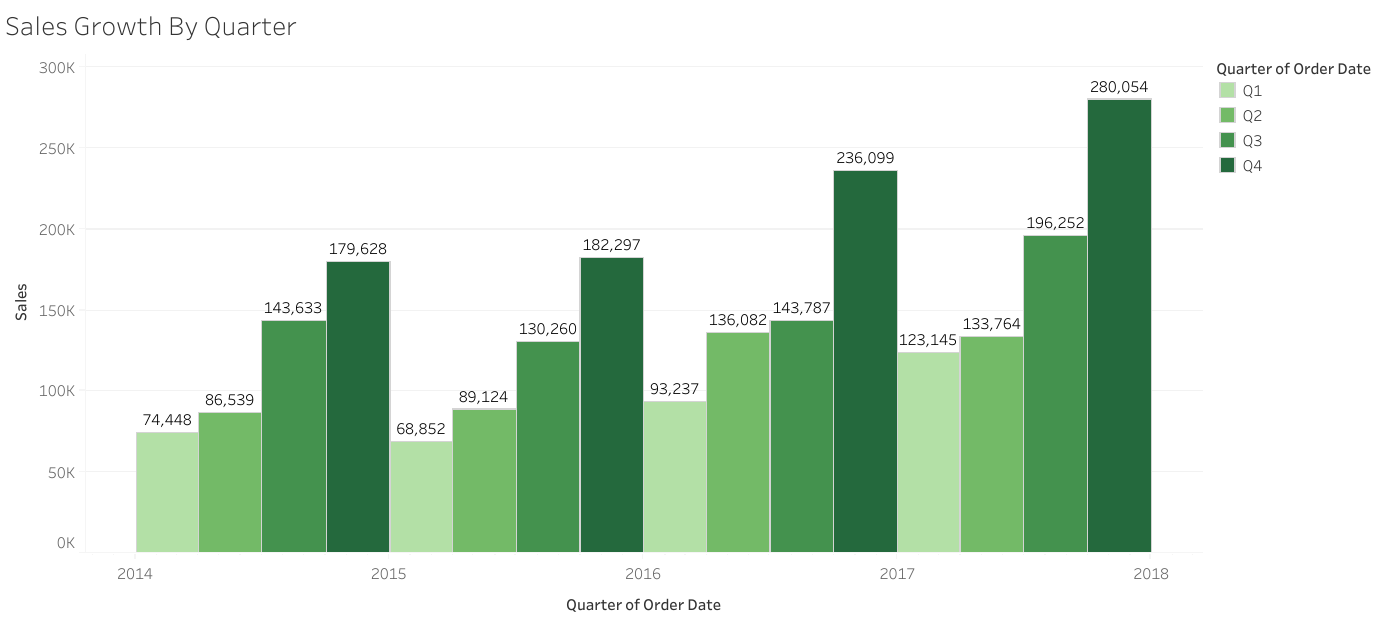 Sales Growth By Quarter
Quarter of Order Date
Q1
Q2
Q3
Q4
Sales
300K
250K
200K
150K
100K
50K
0K
74,448
86,539
143,633
179,628
68,852
89,124
130,260
182,297
93,237
136,082
143,787
236,099
123,145
133,764
196,252
280,054
2014
2015
2016
2017
2018
Quarter of Order Date